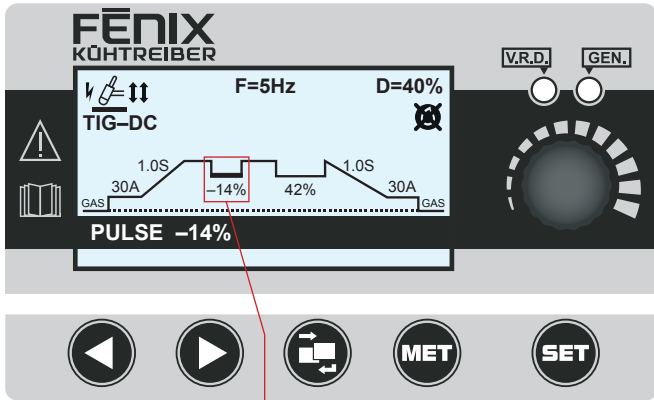 FĒNIX
KÜHTREIBER
V.R.D. GEN.
F=5Hz D=40%
TIG–DC
1.0S 1.0S
30A –14% 42% 30A
GAS GAS
PULSE –14%
MET SET